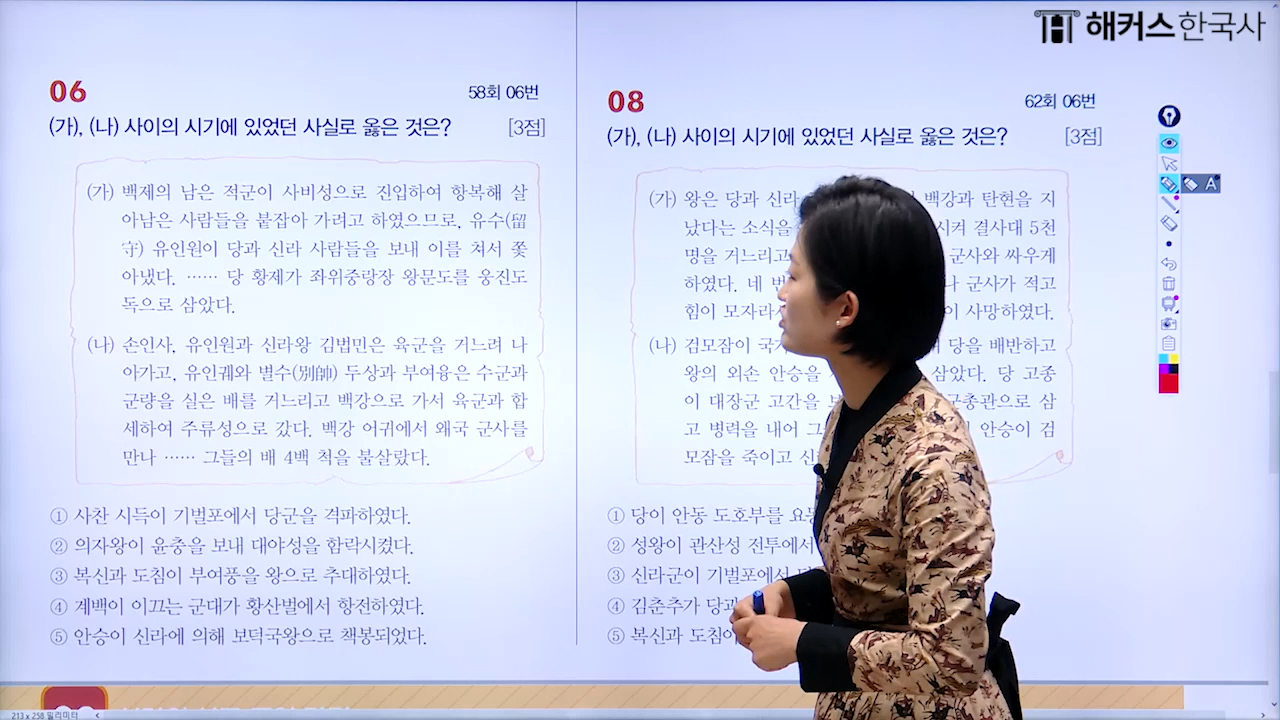 해커스한국사
06
58회 06번
(가), (나) 사이의 시기에 있었던 사실로 옳은 것은? [3점]
(가) 백제의 남은 적군이 사비성으로 진입하여 항복해 살
아남은 사람들을 붙잡아 가려고 하였으므로, 유수(留
守) 유인원이 당과 신라 사람들을 보내 이를 쳐서 쫓
아냈다. …… 당 황제가 좌위중랑장 왕문도를 웅진도
독으로 삼았다.
(나) 손인사, 유인원과 신라왕 김법민은 육군을 거느려 나
아가고, 유인궤와 별수(別帥) 두상과 부여융은 수군과
군량을 실은 배를 거느리고 백강으로 가서 육군과 합
세하여 주류성으로 갔다. 백강 어귀에서 왜국 군사를
만나 …… 그들의 배 4백 척을 불살랐다.
① 사찬 시득이 기벌포에서 당군을 격파하였다.
② 의자왕이 윤충을 보내 대야성을 함락시켰다.
③ 복신과 도침이 부여풍을 왕으로 추대하였다.
④ 계백이 이끄는 군대가 황산벌에서 항전하였다.
⑤ 안승이 신라에 의해 보덕국왕으로 책봉되었다.
08
62회 06번
(가), (나) 사이의 시기에 있었던 사실로 옳은 것은? [3점]
(가) 왕은 당과 신라 백강과 탄현을 지
났다는 소식을 시켜 결사대 5천
명을 거느리고 군사와 싸우게
하였다. 네 군사가 적고
힘이 모자라 사망하였다.
(나) 검모잠이 당을 배반하고
왕의 외손 안승을 삼았다. 당 고종
이 대장군 고간을 삼
고 병력을 내어 안승이 검
모잠을 죽이고
① 당이 안동 도호부를
② 성왕이 관산성 전투에서
③ 신라군이 기벌포에서
④ 김춘추가 당과
⑤ 복신과 도침이
A
213 x 258 밀리미터